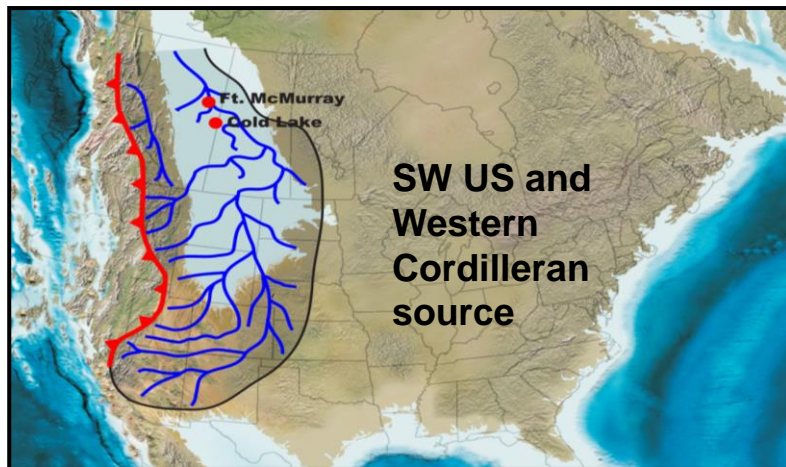 Ft. McMurray
Cold Lake
SW US and
Western
Cordilleran
source